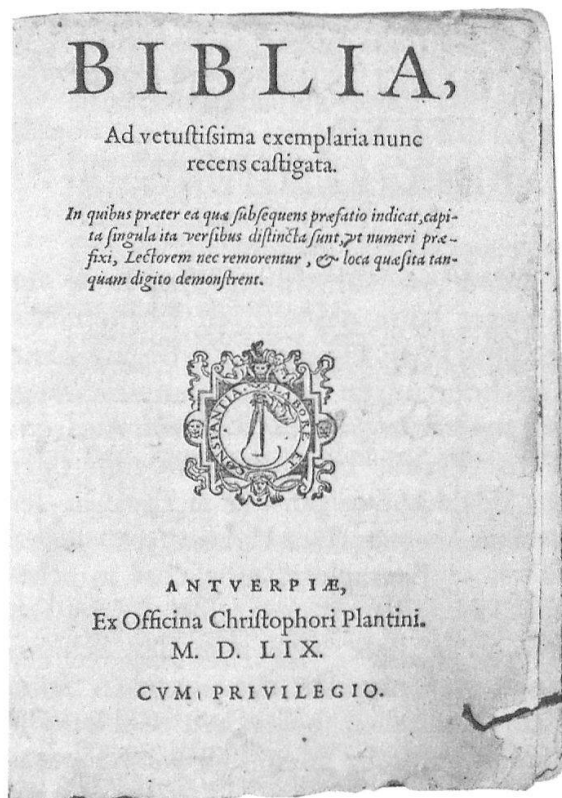 BIBLIA,
Ad vetustissima exemplaria nunc
recens castigata.
In quibus præter ea quæ subsequens præfatio indicat, capi-
ta singula ita versibus distincta sunt, vt numeri præ-
fixi, Lectorem nec remorentur, & loca quæsita tan-
quam digito demonstrent.
CONSTANTIA. LABORE ET
ANTVERPIÆ,
Ex Officina Christophori Plantini.
M. D. LIX.
CVM PRIVILEGIO.